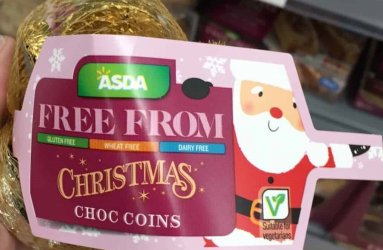 ASDA
FREE FROM
GLUTEN FREE WHEAT FREE DAIRY FREE
CHRISTMAS
CHOC COINS
V
Suitable for
vegetarians